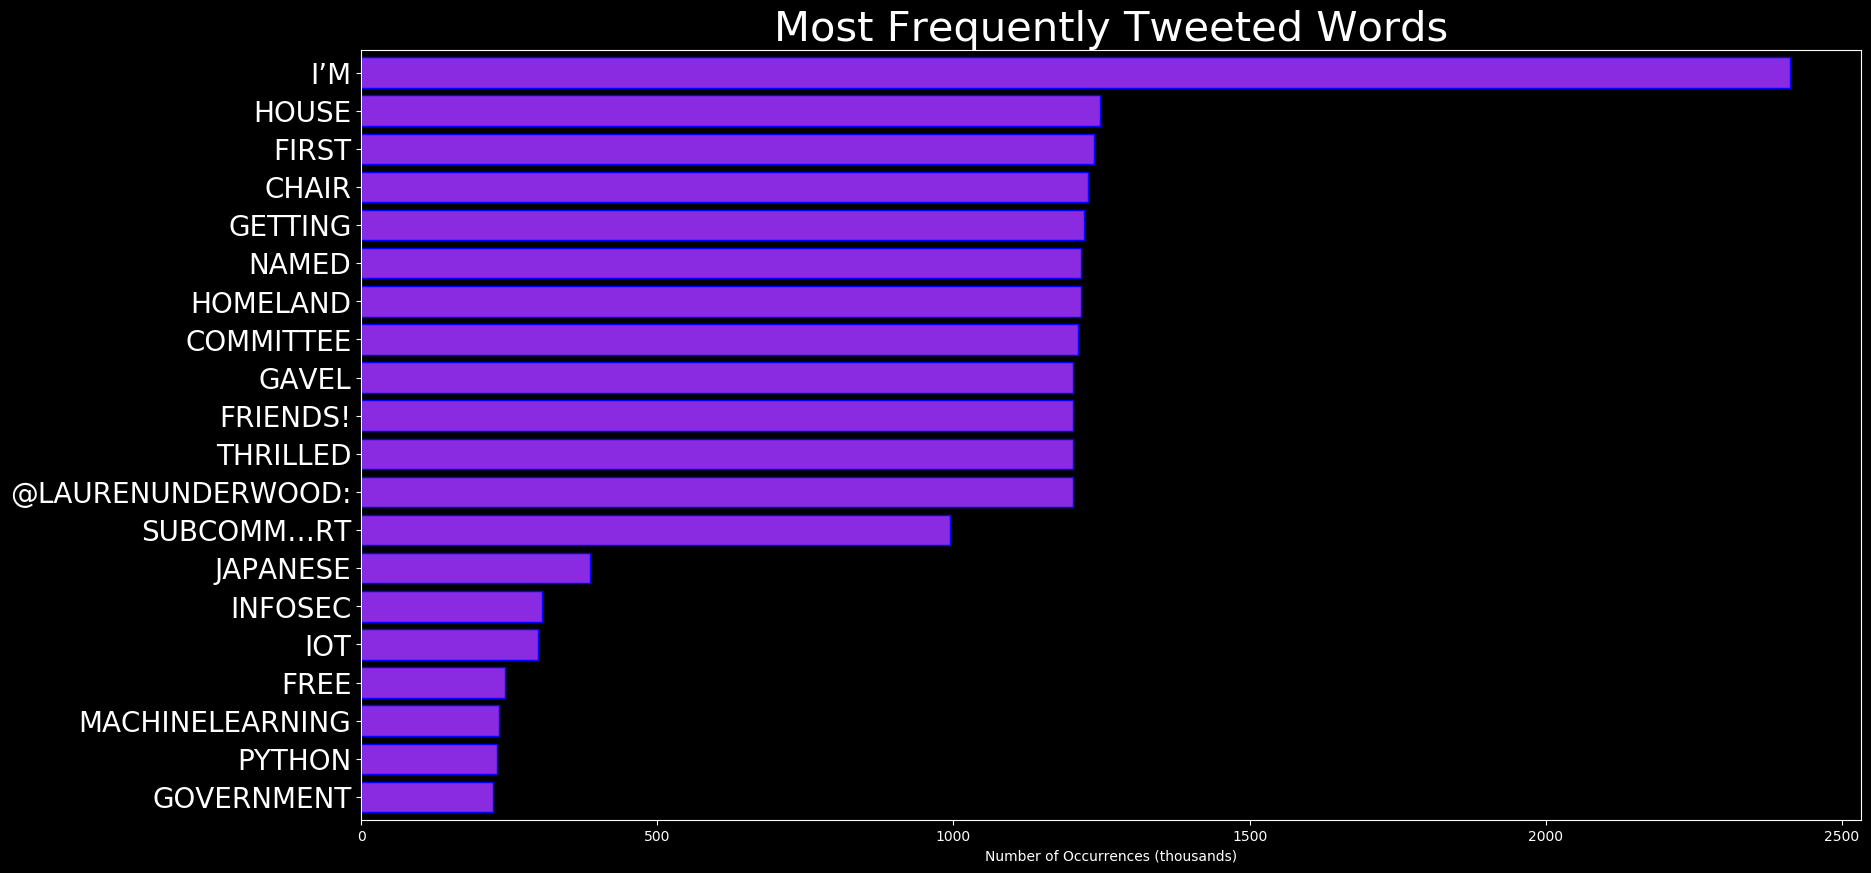 Most Frequently Tweeted Words
I’M
HOUSE
FIRST
CHAIR
GETTING
NAMED
HOMELAND
COMMITTEE
GAVEL
FRIENDS!
THRILLED
@LAURENUNDERWOOD:
SUBCOMM…RT
JAPANESE
INFOSEC
IOT
FREE
MACHINELEARNING
PYTHON
GOVERNMENT
0 500 1000 1500 2000 2500
Number of Occurrences (thousands)